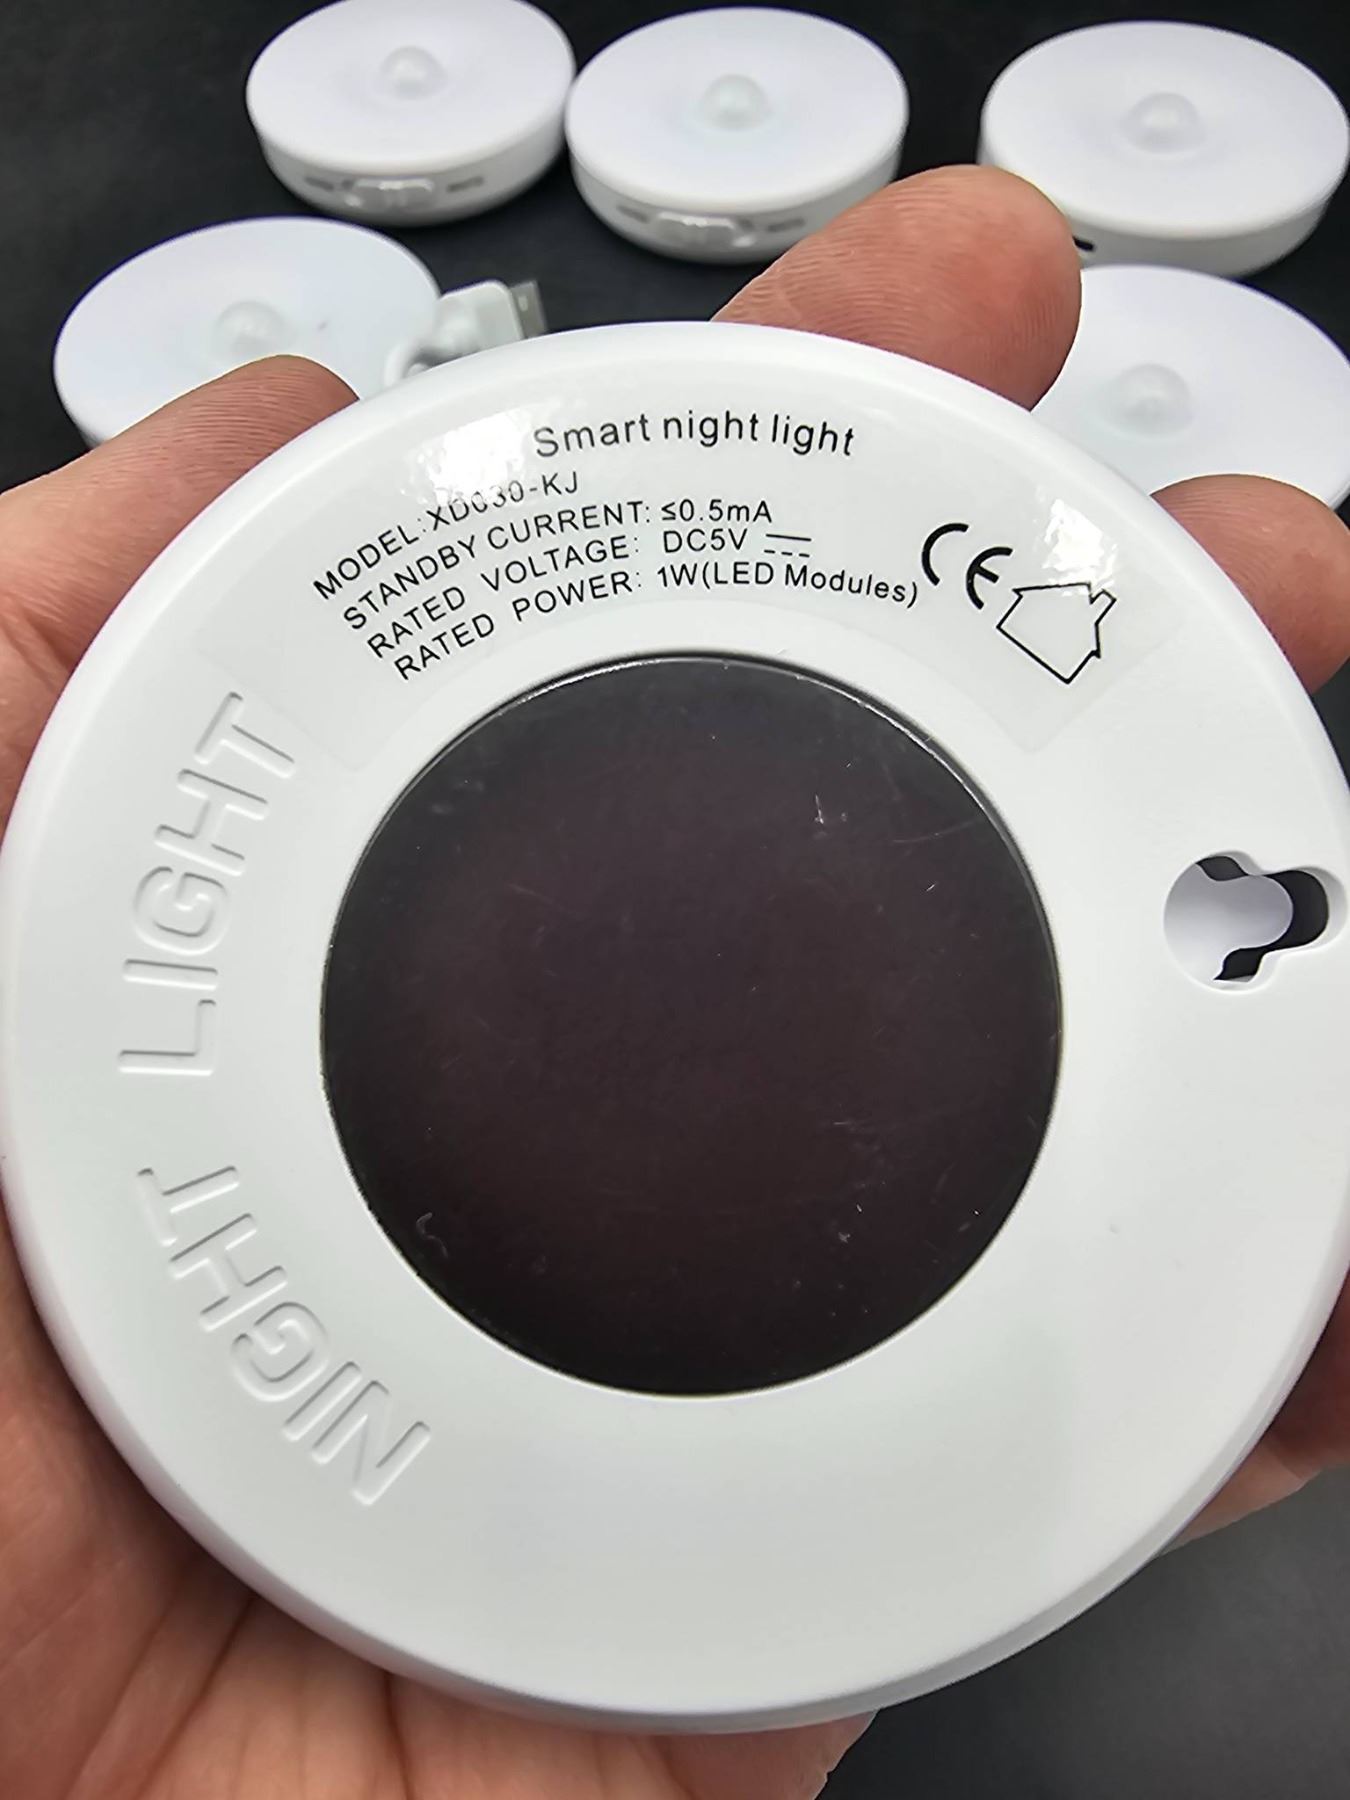 Smart night light
MODEL:XD030-KJ
STANDBY CURRENT: ≤0.5mA
RATED VOLTAGE: DC5V
RATED POWER: 1W(LED Modules)
CE
NIGHT LIGHT